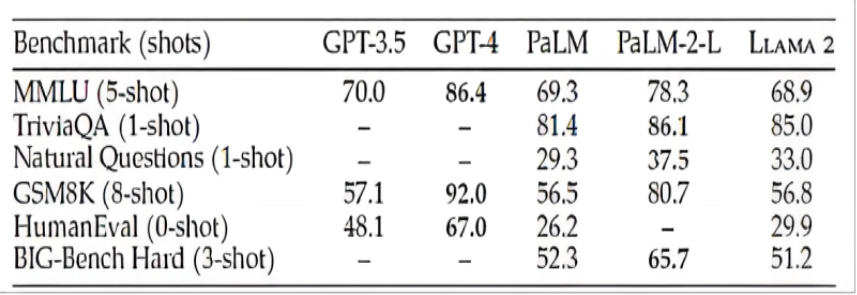 Benchmark (shots) GPT-3.5 GPT-4 PaLM PaLM-2-L LLAMA 2
MMLU (5-shot) 70.0 86.4 69.3 78.3 68.9
TriviaQA (1-shot) – – 81.4 86.1 85.0
Natural Questions (1-shot) – – 29.3 37.5 33.0
GSM8K (8-shot) 57.1 92.0 56.5 80.7 56.8
HumanEval (0-shot) 48.1 67.0 26.2 – 29.9
BIG-Bench Hard (3-shot) – – 52.3 65.7 51.2